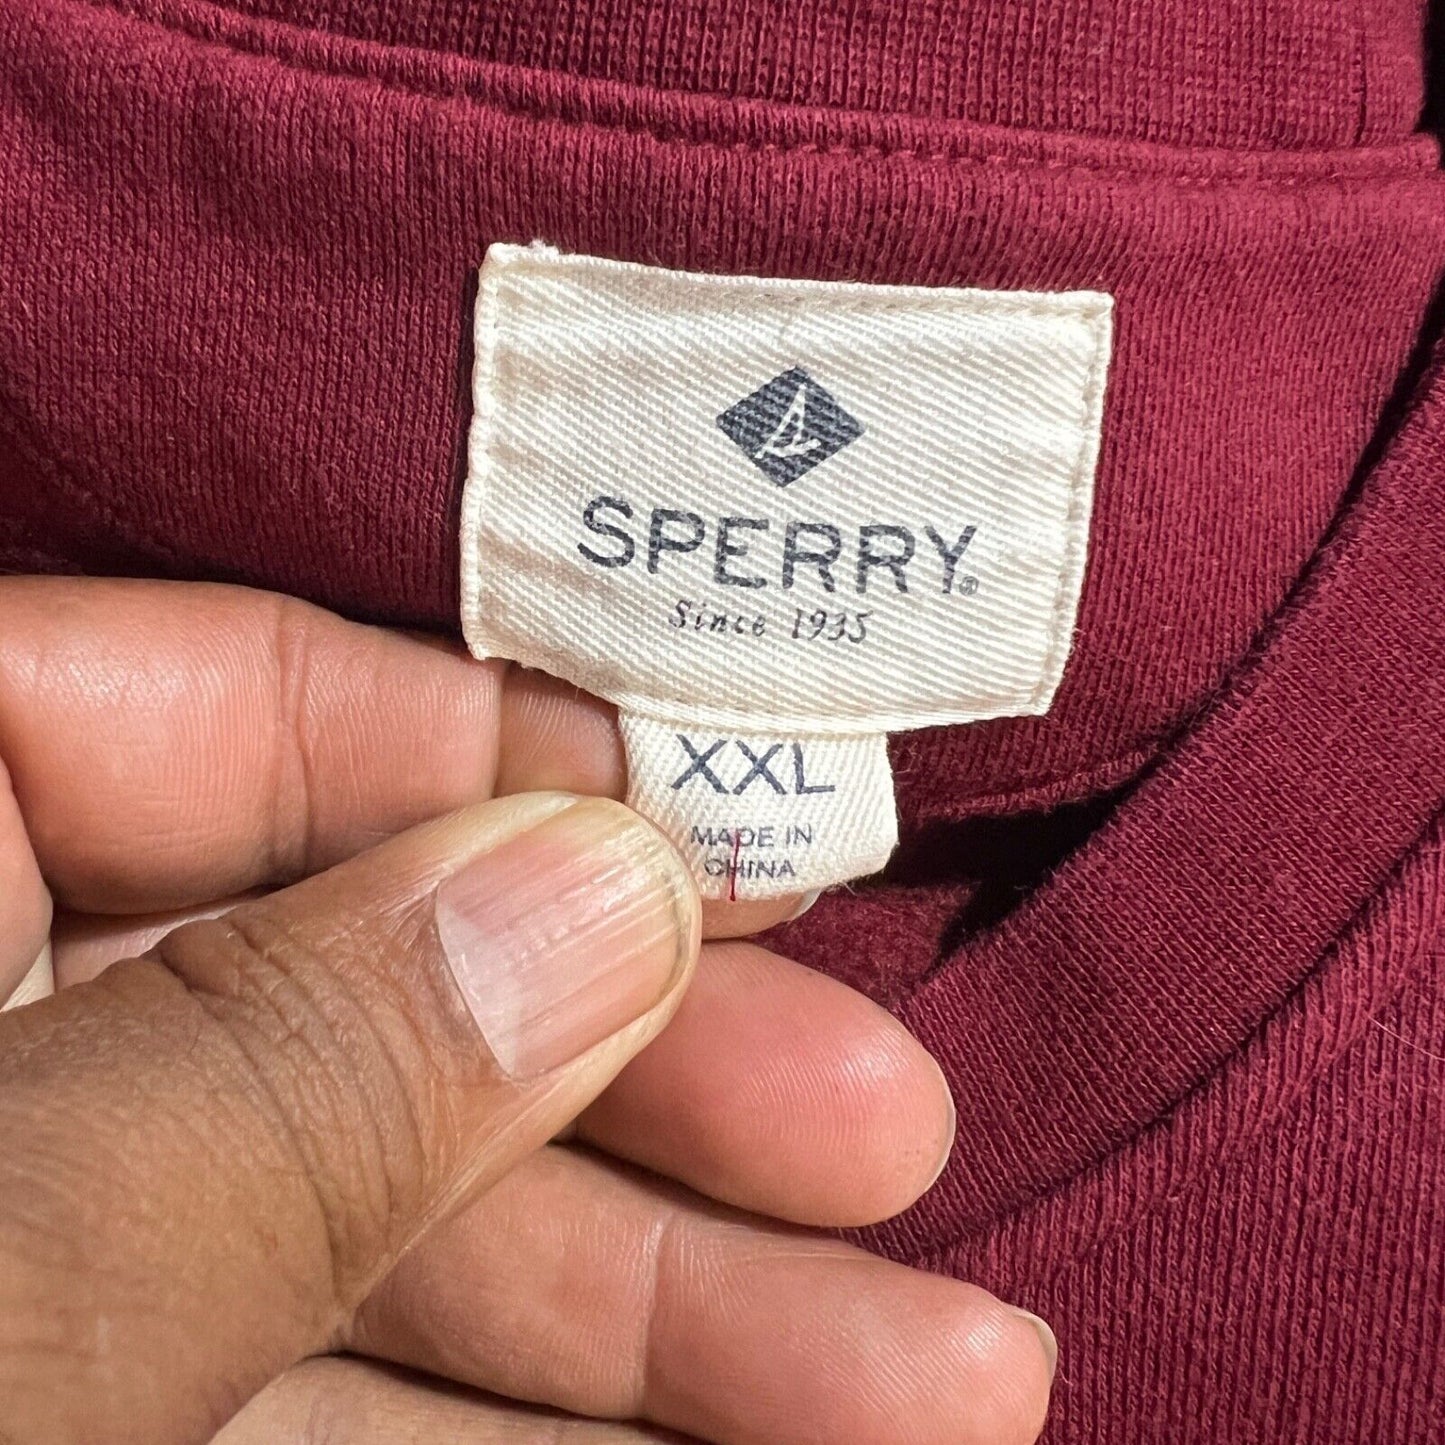 SPERRY®
Since 1935
XXL
MADE IN
CHINA